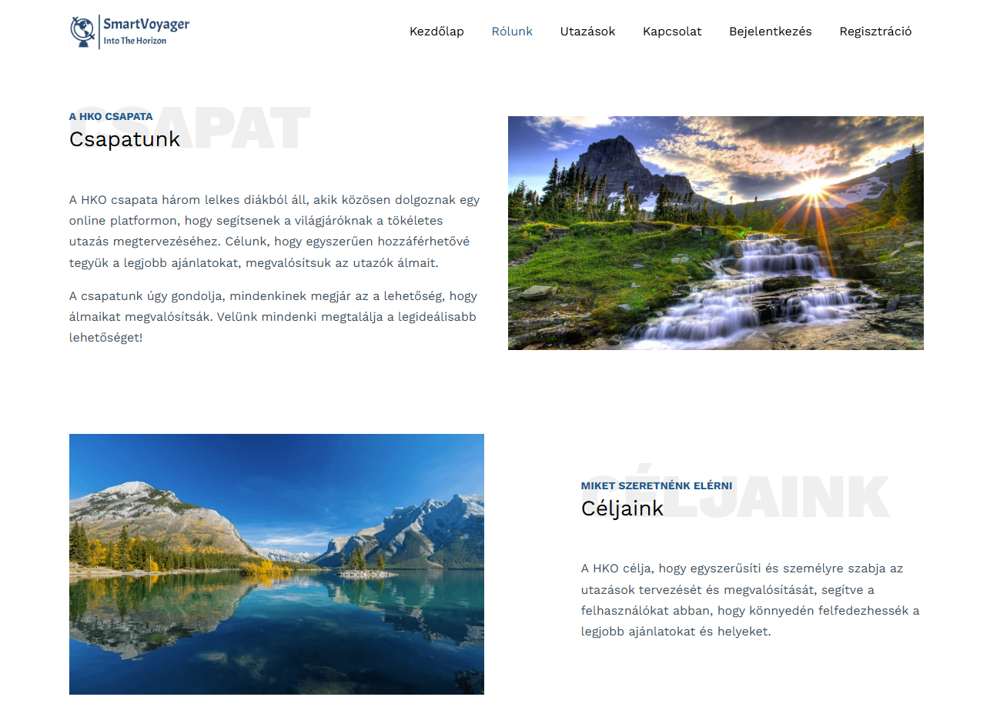 SmartVoyager
Into The Horizon
Kezdőlap Rólunk Utazások Kapcsolat Bejelentkezés Regisztráció
CSAPAT
A HKO CSAPATA
Csapatunk
A HKO csapata három lelkes diákból áll, akik közösen dolgoznak egy
online platformon, hogy segítsenek a világjáróknak a tökéletes
utazás megtervezéséhez. Célunk, hogy egyszerűen hozzáférhetővé
tegyük a legjobb ajánlatokat, megvalósítsuk az utazók álmait.
A csapatunk úgy gondolja, mindenkinek megjár az a lehetőség, hogy
álmaikat megvalósítsák. Velünk mindenki megtalálja a legideálisabb
lehetőséget!
CÉLJAINK
MIKET SZERETNÉNK ELÉRNI
Céljaink
A HKO célja, hogy egyszerűsíti és személyre szabja az
utazások tervezését és megvalósítását, segítve a
felhasználókat abban, hogy könnyedén felfedezhessék a
legjobb ajánlatokat és helyeket.